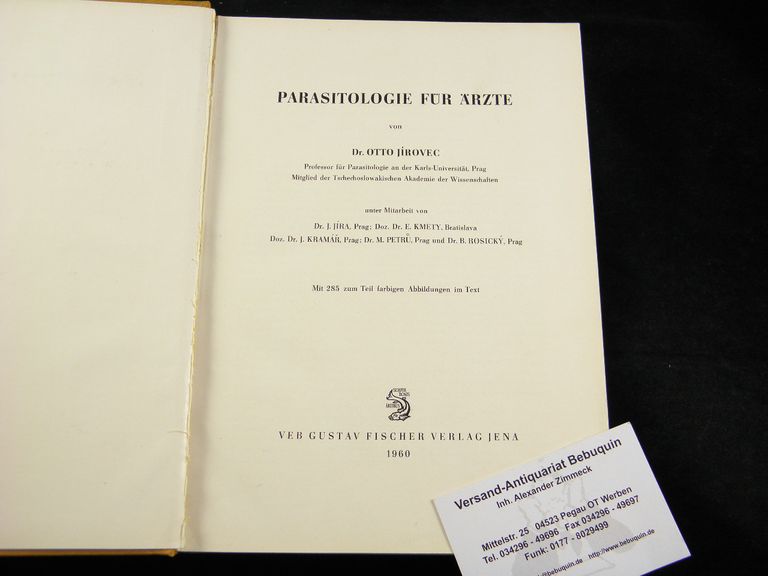 PARASITOLOGIE FÜR ÄRZTE
von
Dr. OTTO JÍROVEC
Professor für Parasitologie an der Karls-Universität, Prag
Mitglied der Tschechoslowakischen Akademie der Wissenschaften
unter Mitarbeit von
Dr. J. JÍRA, Prag; Doz. Dr. E. KMETY, Bratislava
Doz. Dr. J. KRAMÁŘ, Prag; Dr. M. PETRŮ, Prag und Dr. B. ROSICKÝ, Prag
Mit 285 zum Teil farbigen Abbildungen im Text
VEB GUSTAV FISCHER VERLAG JENA
1960
Versand-Antiquariat Bebuquin
Inh. Alexander Zimmeck
Mittelstr. 25 04523 Pegau OT Werben
Tel. 034296 - 49696 Fax 034296 - 49697
Funk: 0177 - 8029499
@bebuquin.de - http://www.bebuquin.de